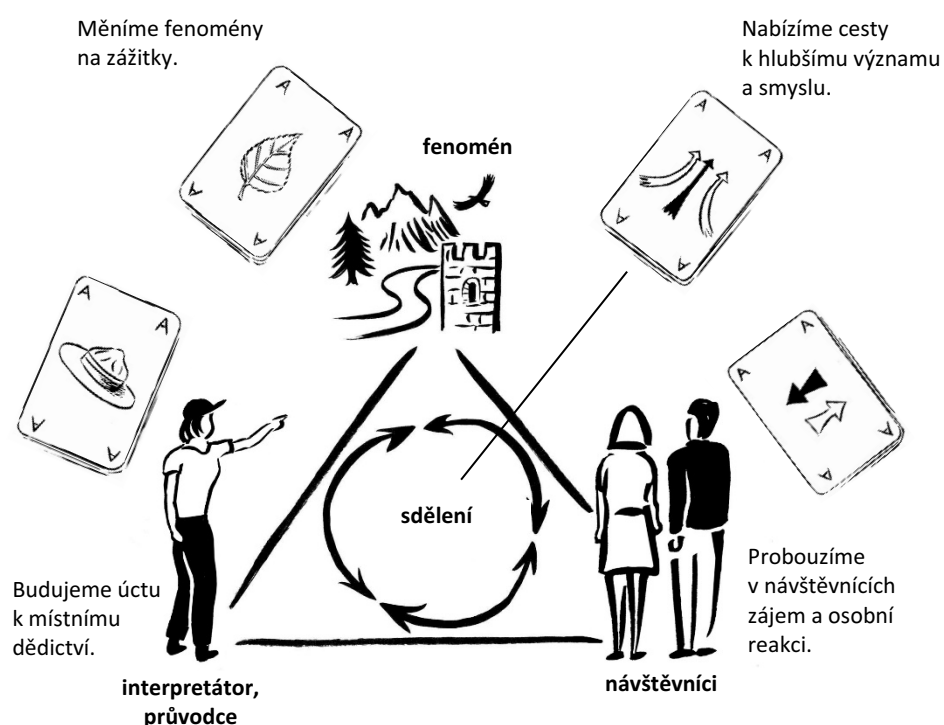 Měníme fenomény
na zážitky.
Nabízíme cesty
k hlubšímu významu
a smyslu.
A
A
A
A
A
A
A
A
fenomén
A
A
A
A
A
A
A
A
sdělení
Budujeme úctu
k místnímu
dědictví.
Probouzíme
v návštěvnících
zájem a osobní
reakci.
interpretátor,
průvodce
návštěvníci